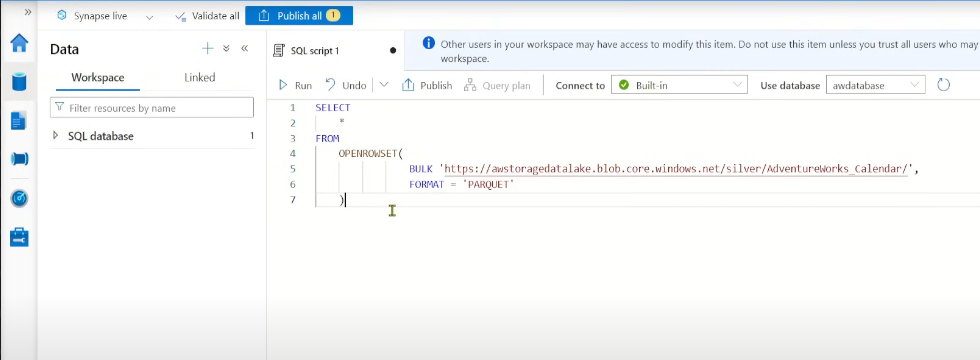 »
Synapse live
Validate all
Publish all 1
Data
Workspace
Linked
Filter resources by name
SQL database
1
SQL script 1
Other users in your workspace may have access to modify this item. Do not use this item unless you trust all users who may
workspace.
Run
Undo
Publish
Query plan
Connect to
Built-in
Use database
awdatabase
1 SELECT
2 *
3 FROM
4 OPENROWSET(
5 BULK 'https://awstoragedatalake.blob.core.windows.net/silver/AdventureWorks_Calendar/',
6 FORMAT = 'PARQUET'
7 )